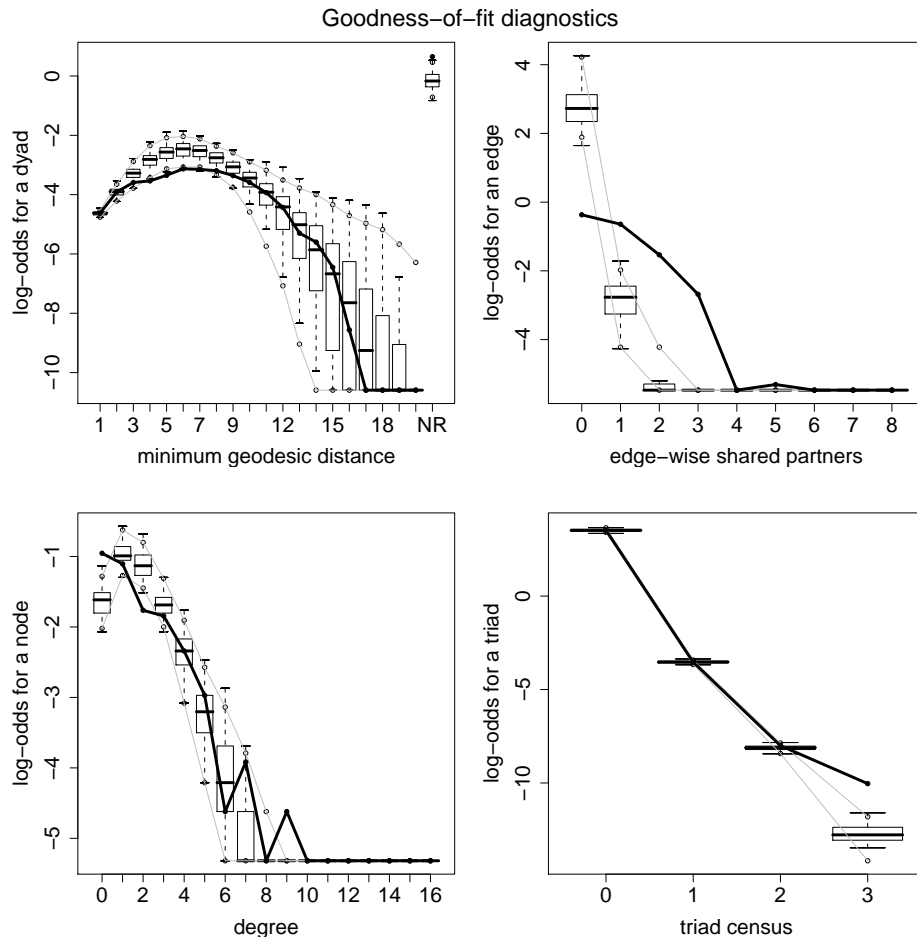 Goodness−of−fit diagnostics
log−odds for a dyad
0
−2
−4
−6
−8
−10
1 3 5 7 9 12 15 18 NR
minimum geodesic distance
log−odds for an edge
4
2
0
−2
−4
0 1 2 3 4 5 6 7 8
edge−wise shared partners
log−odds for a node
−1
−2
−3
−4
−5
0 2 4 6 8 10 12 14 16
degree
log−odds for a triad
0
−5
−10
0 1 2 3
triad census